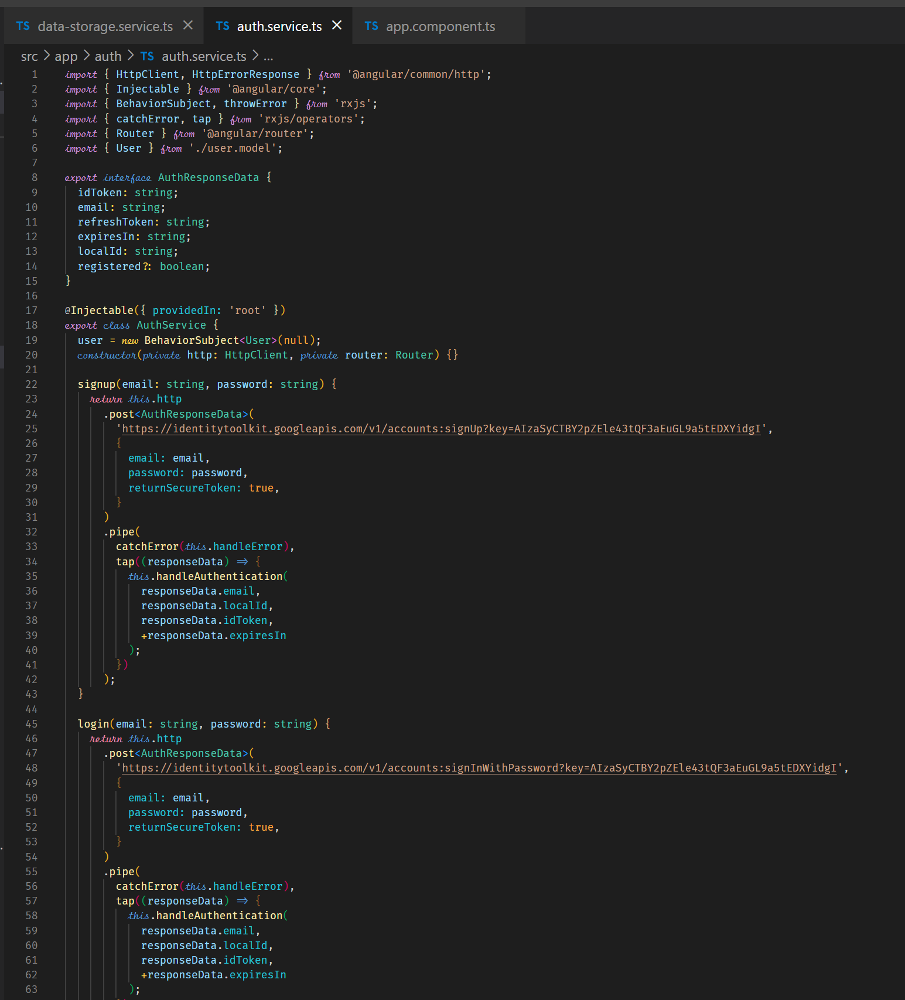 TS data-storage.service.ts × TS auth.service.ts × TS app.component.ts
src > app > auth > TS auth.service.ts > ...
1 import { HttpClient, HttpErrorResponse } from '@angular/common/http';
2 import { Injectable } from '@angular/core';
3 import { BehaviorSubject, throwError } from 'rxjs';
4 import { catchError, tap } from 'rxjs/operators';
5 import { Router } from '@angular/router';
6 import { User } from './user.model';
7
8 export interface AuthResponseData {
9 idToken: string;
10 email: string;
11 refreshToken: string;
12 expiresIn: string;
13 localId: string;
14 registered?: boolean;
15 }
16
17 @Injectable({ providedIn: 'root' })
18 export class AuthService {
19 user = new BehaviorSubject<User>(null);
20 constructor(private http: HttpClient, private router: Router) {}
21
22 signup(email: string, password: string) {
23 return this.http
24 .post<AuthResponseData>(
25 'https://identitytoolkit.googleapis.com/v1/accounts:signUp?key=AIzaSyCTBY2pZEle43tQF3aEuGL9a5tEDXYidgI',
26 {
27 email: email,
28 password: password,
29 returnSecureToken: true,
30 }
31 )
32 .pipe(
33 catchError(this.handleError),
34 tap((responseData) => {
35 this.handleAuthentication(
36 responseData.email,
37 responseData.localId,
38 responseData.idToken,
39 +responseData.expiresIn
40 );
41 })
42 );
43 }
44
45 login(email: string, password: string) {
46 return this.http
47 .post<AuthResponseData>(
48 'https://identitytoolkit.googleapis.com/v1/accounts:signInWithPassword?key=AIzaSyCTBY2pZEle43tQF3aEuGL9a5tEDXYidgI',
49 {
50 email: email,
51 password: password,
52 returnSecureToken: true,
53 }
54 )
55 .pipe(
56 catchError(this.handleError),
57 tap((responseData) => {
58 this.handleAuthentication(
59 responseData.email,
60 responseData.localId,
61 responseData.idToken,
62 +responseData.expiresIn
63 );